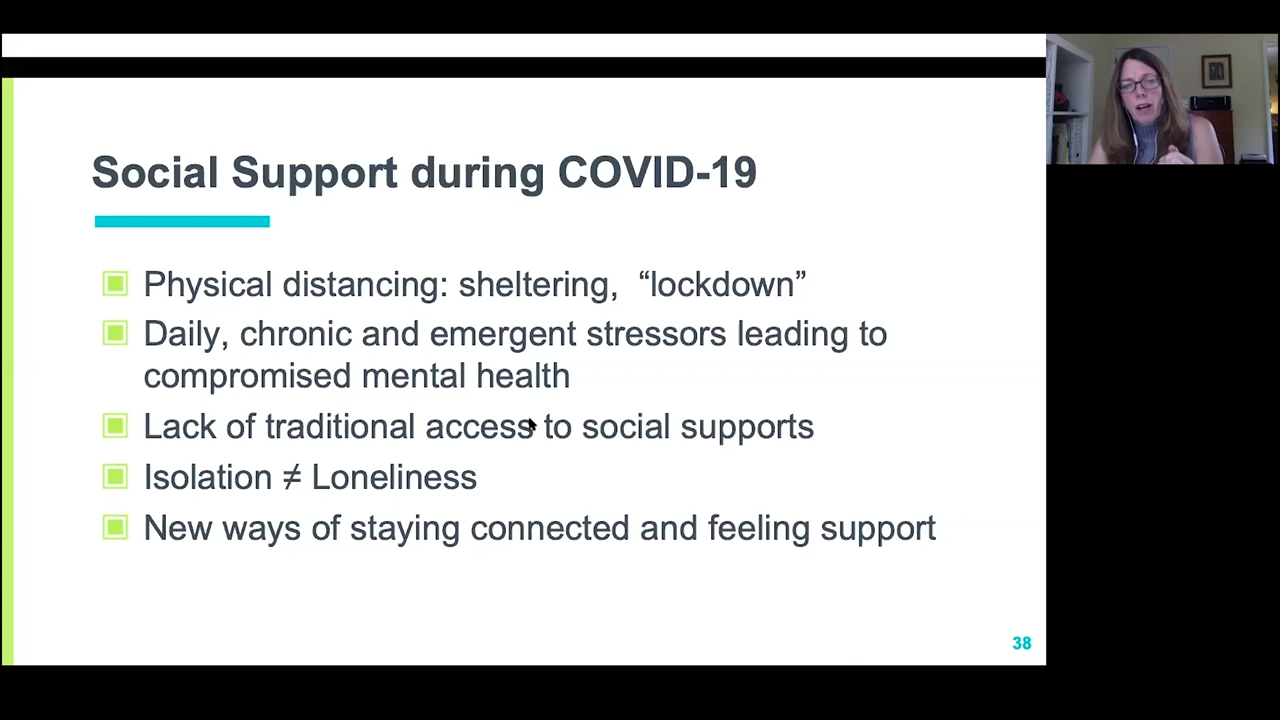 Social Support during COVID-19
Physical distancing: sheltering, “lockdown”
Daily, chronic and emergent stressors leading to
compromised mental health
Lack of traditional access to social supports
Isolation ≠ Loneliness
New ways of staying connected and feeling support
38